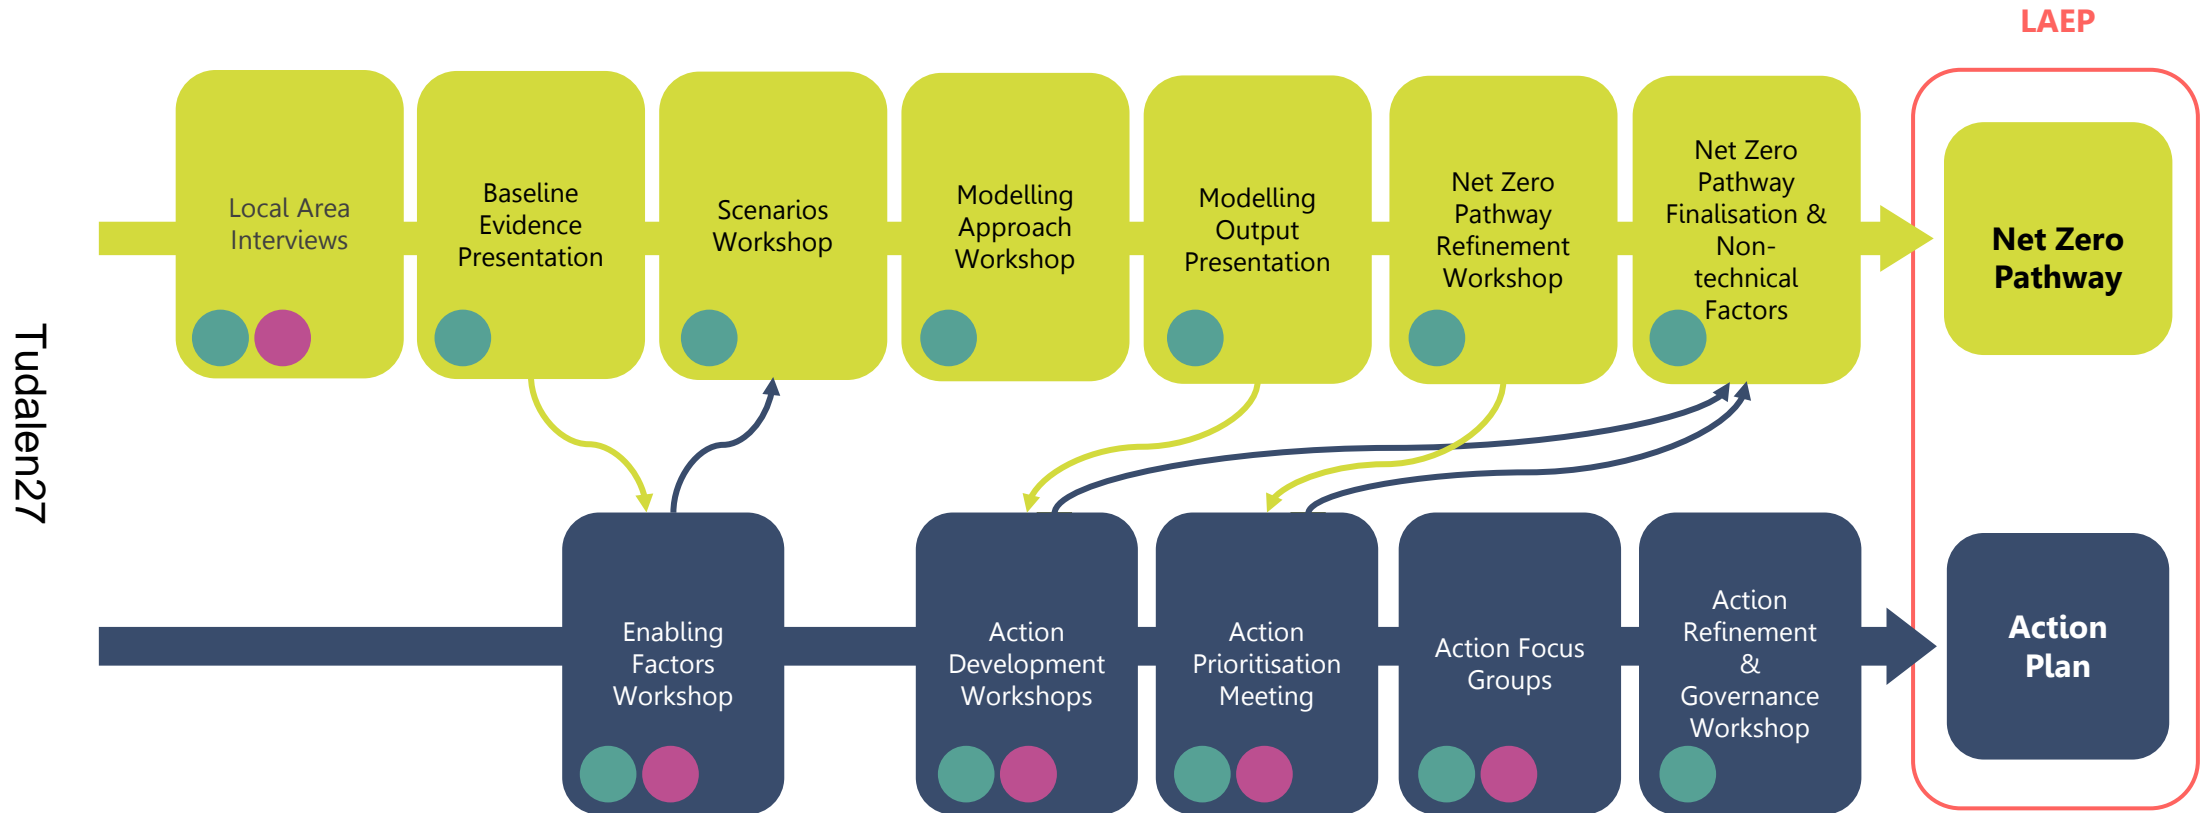 LAEP
Local Area
Interviews
Baseline
Evidence
Presentation
Scenarios
Workshop
Modelling
Approach
Workshop
Modelling
Output
Presentation
Net Zero
Pathway
Refinement
Workshop
Net Zero
Pathway
Finalisation &
Non-
technical
Factors
Net Zero
Pathway
Tudalen27
Enabling
Factors
Workshop
Action
Development
Workshops
Action
Prioritisation
Meeting
Action Focus
Groups
Action
Refinement
&
Governance
Workshop
Action
Plan